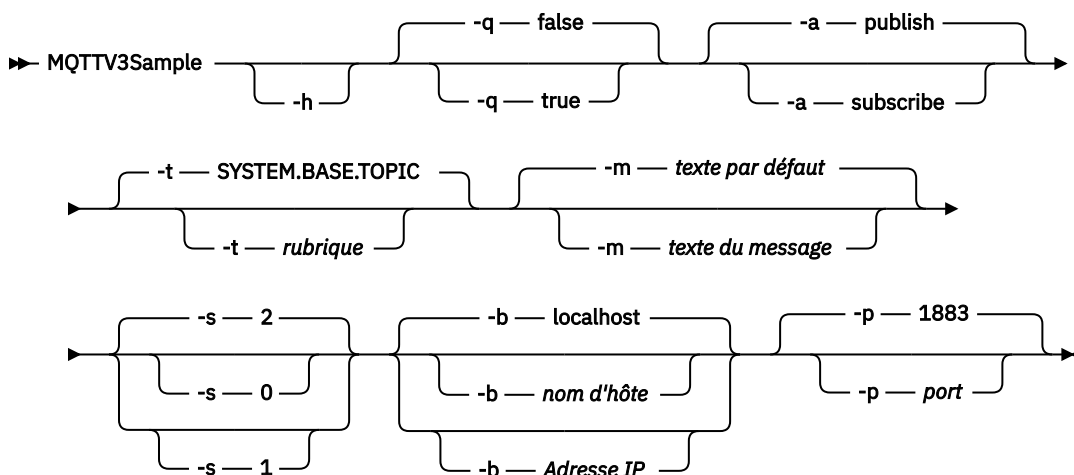 -q — false
-a — publish
MQTTV3Sample
-h
-q — true
-a — subscribe
-t — SYSTEM.BASE.TOPIC
-m — texte par défaut
-t — rubrique
-m — texte du message
-s — 2
-b — localhost
-p — 1883
-s — 0
-b — nom d'hôte
-p — port
-s — 1
-b — Adresse IP